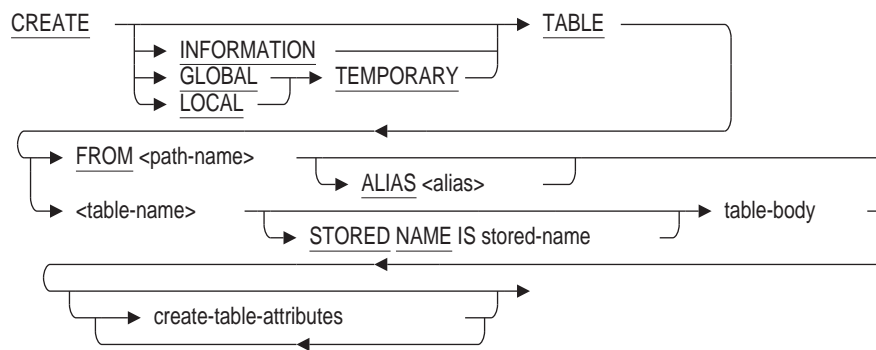 CREATE TABLE
INFORMATION
GLOBAL TEMPORARY
LOCAL
FROM <path-name>
ALIAS <alias>
<table-name> table-body
STORED NAME IS stored-name
create-table-attributes